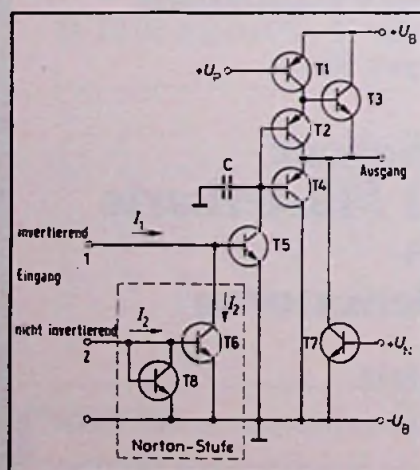 +U_B
T1
+U_P
T3
T2
C
T4
Ausgang
invertierend
I_1
1
T5
Eingang
I_2
nicht invertierend
I_2
2
T6
T7
+U_N
T8
-U_B
Norton-Stufe